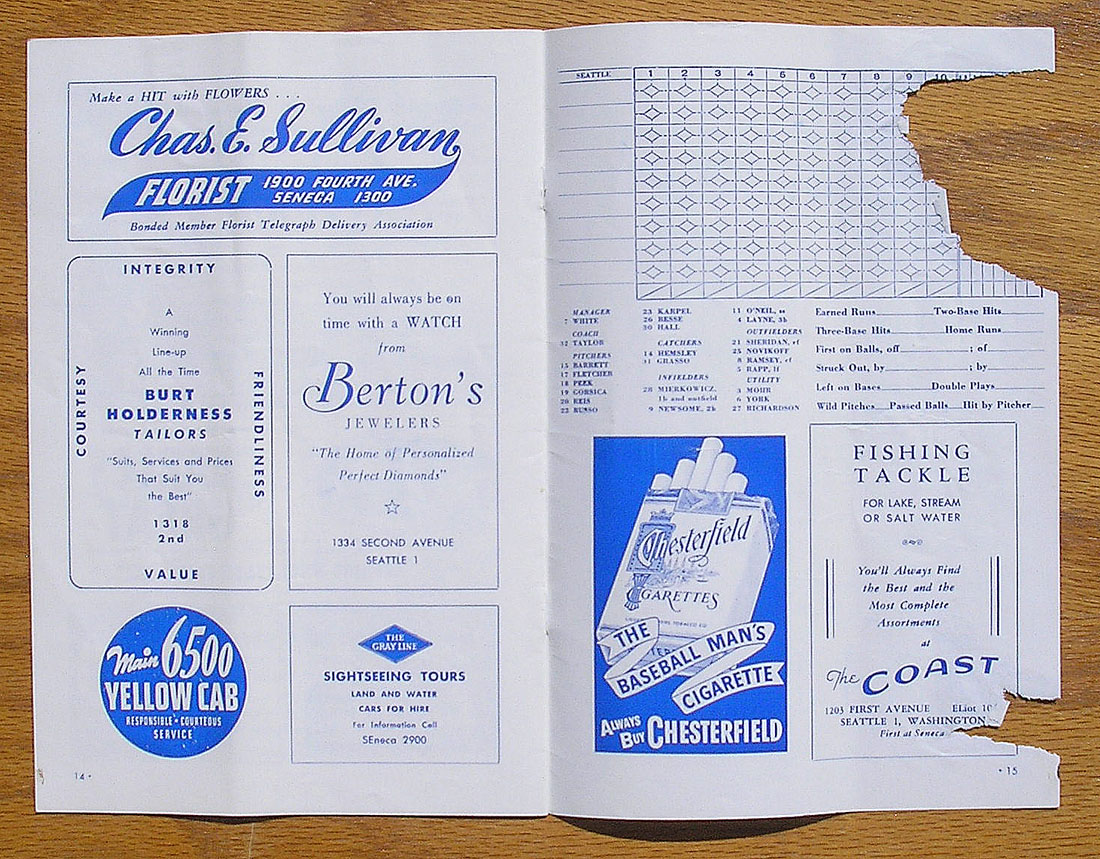 Make a HIT with FLOWERS . . .
Chas. E. Sullivan
FLORIST
1900 FOURTH AVE.
SENECA 1300
Bonded Member Florist Telegraph Delivery Association
INTEGRITY
COURTESY
A
Winning
Line-up
All the Time
BURT
HOLDERNESS
TAILORS
"Suits, Services and Prices
That Suit You
the Best"
1318
2nd
FRIENDLINESS
VALUE
You will always be on
time with a WATCH
from
Berton's
JEWELERS
"The Home of Personalized
Perfect Diamonds"
1334 SECOND AVENUE
SEATTLE 1
Main 6500
YELLOW CAB
RESPONSIBLE - COURTEOUS
SERVICE
THE
GRAY LINE
SIGHTSEEING TOURS
LAND AND WATER
CARS FOR HIRE
For Information Call
SEneca 2900
14 •
SEATTLE 1 2 3 4 5 6 7 8 9 10
MANAGER
7 WHITE
COACH
32 TAYLOR
PITCHERS
15 BARRETT
17 FLETCHER
18 PEEK
19 GORSICA
20 REIS
22 RUSSO
23 KARPEL
26 BESSE
30 HALL
CATCHERS
14 HEMSLEY
11 GRASSO
INFIELDERS
28 MIERKOWICZ,
1b and outfield
9 NEWSOME, 2b
11 O'NEIL, ss
4 LAYNE, 3b
OUTFIELDERS
21 SHERIDAN, cf
25 NOVIKOFF
8 RAMSEY, cf
5 RAPP, lf
UTILITY
3 MOHR
6 YORK
27 RICHARDSON
Earned Runs Two-Base Hits
Three-Base Hits Home Runs
First on Balls, off ; of
Struck Out, by ; by
Left on Bases Double Plays
Wild Pitches Passed Balls Hit by Pitcher
Chesterfield
CIGARETTES
THE
BASEBALL MAN'S
CIGARETTE
ALWAYS
BUY CHESTERFIELD
FISHING
TACKLE
FOR LAKE, STREAM
OR SALT WATER
You'll Always Find
the Best and the
Most Complete
Assortments
at
The COAST
1203 FIRST AVENUE ELiot 10
SEATTLE 1, WASHINGTON
First at Seneca
• 15